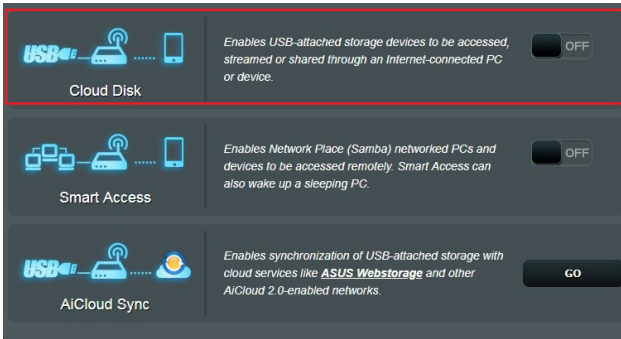 USB
Cloud Disk
Enables USB-attached storage devices to be accessed,
streamed or shared through an Internet-connected PC
or device.
OFF
Smart Access
Enables Network Place (Samba) networked PCs and
devices to be accessed remotely. Smart Access can
also wake up a sleeping PC.
OFF
USB
AiCloud Sync
Enables synchronization of USB-attached storage with
cloud services like ASUS Webstorage and other
AiCloud 2.0-enabled networks.
GO